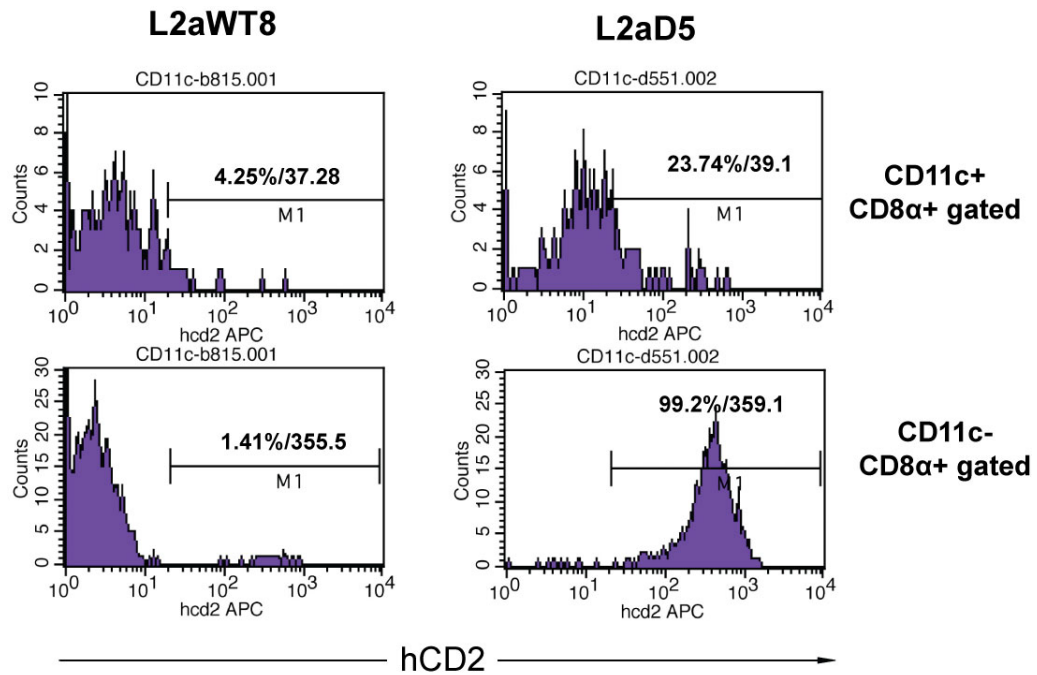 L2aWT8
L2aD5
CD11c-b815.001
10
8
6
4
2
0
Counts
4.25%/37.28
M1
10^0 10^1 10^2 10^3 10^4
hcd2 APC
CD11c-d551.002
10
8
6
4
2
0
Counts
23.74%/39.1
M1
10^0 10^1 10^2 10^3 10^4
hcd2 APC
CD11c+
CD8α+ gated
CD11c-b815.001
30
25
20
15
10
5
0
Counts
1.41%/355.5
M1
10^0 10^1 10^2 10^3 10^4
hcd2 APC
CD11c-d551.002
30
25
20
15
10
5
0
Counts
99.2%/359.1
M1
10^0 10^1 10^2 10^3 10^4
hcd2 APC
CD11c-
CD8α+ gated
hCD2